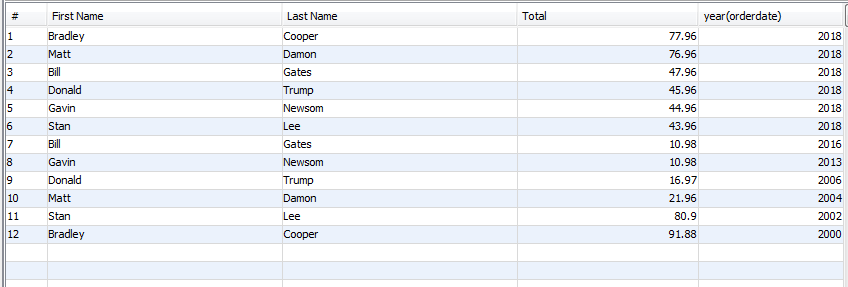 # First Name Last Name Total year(orderdate)
1 Bradley Cooper 77.96 2018
2 Matt Damon 76.96 2018
3 Bill Gates 47.96 2018
4 Donald Trump 45.96 2018
5 Gavin Newsom 44.96 2018
6 Stan Lee 43.96 2018
7 Bill Gates 10.98 2016
8 Gavin Newsom 10.98 2013
9 Donald Trump 16.97 2006
10 Matt Damon 21.96 2004
11 Stan Lee 80.9 2002
12 Bradley Cooper 91.88 2000